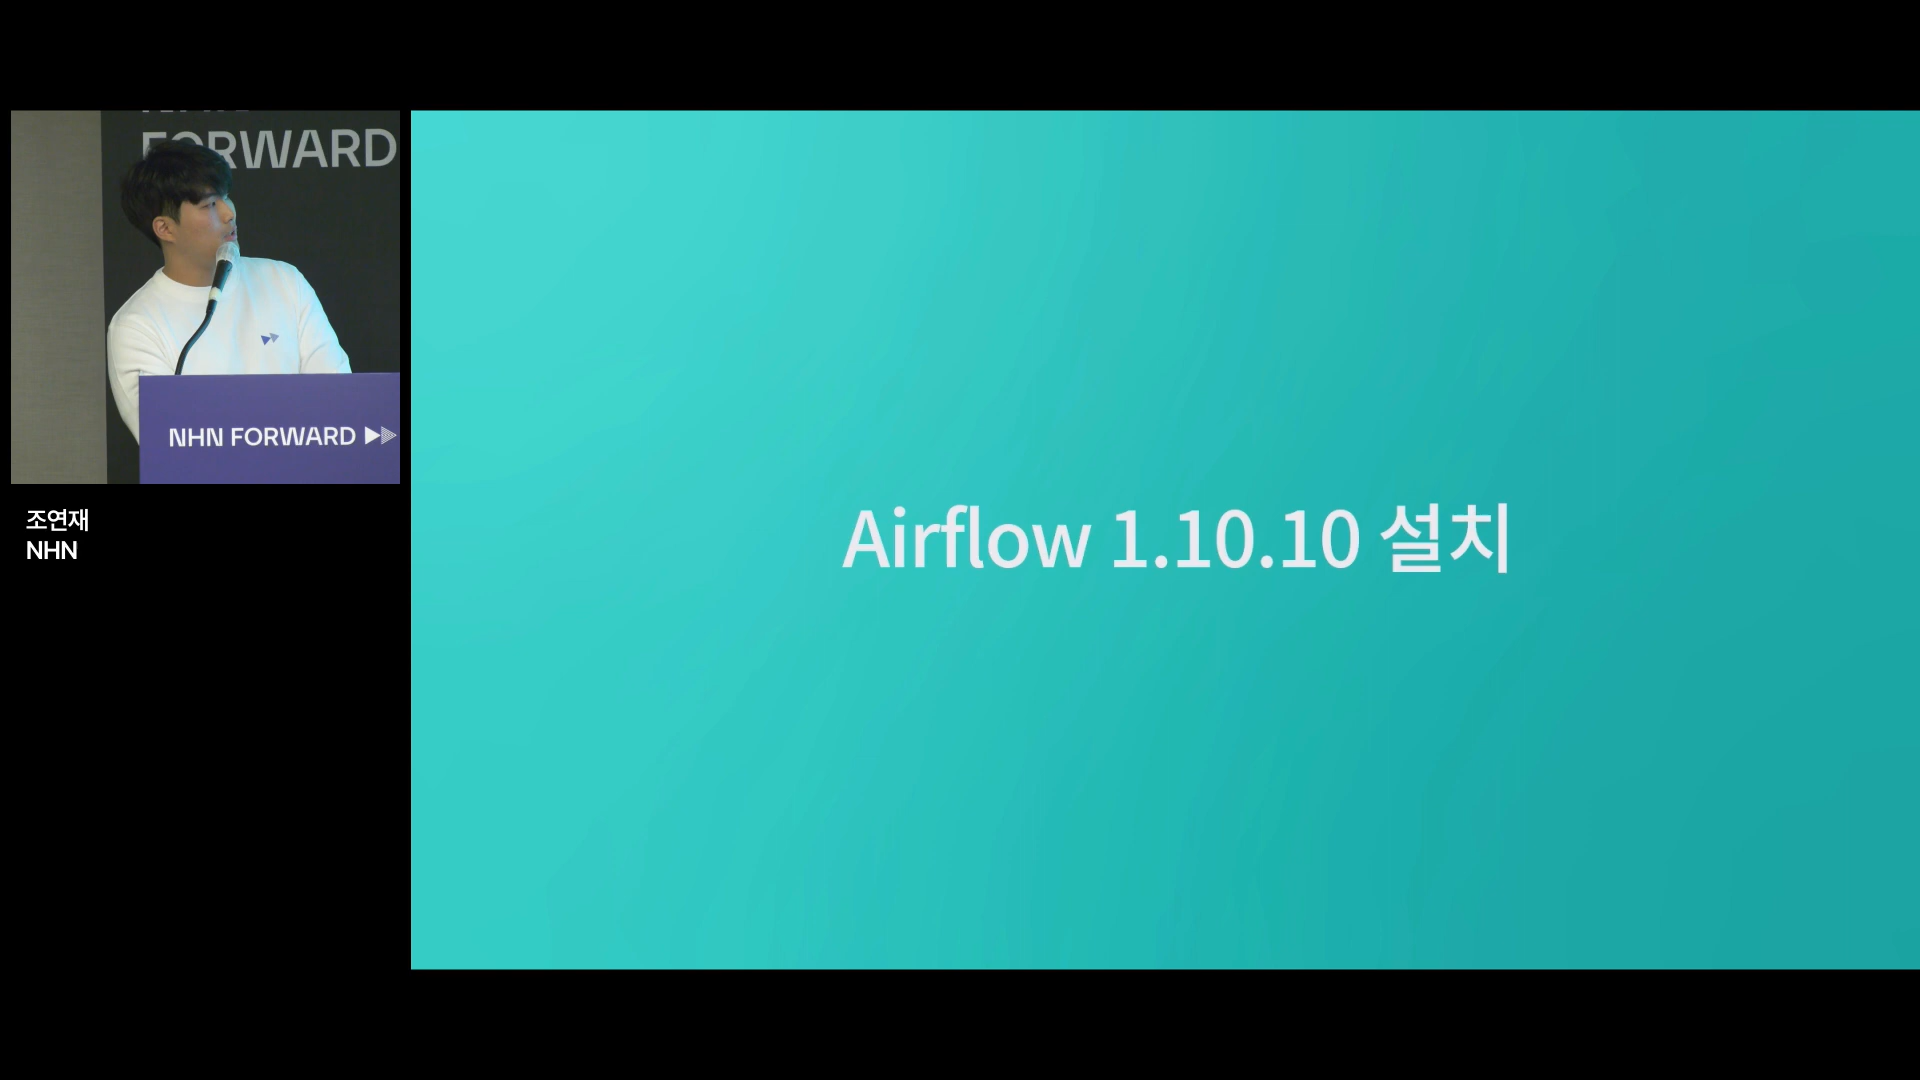 FORWARD
NHN FORWARD
조연재
NHN
Airflow 1.10.10 설치